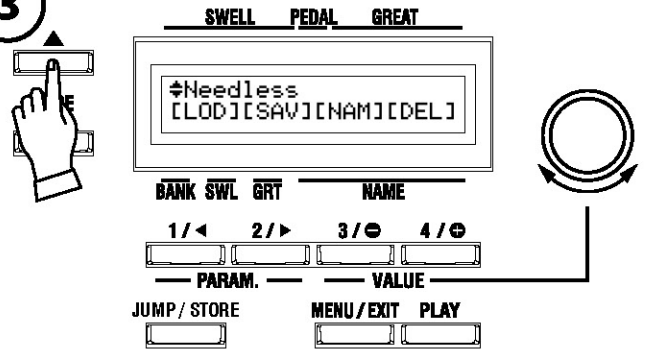 3
SWELL PEDAL GREAT
▲
Needless
[LOD][SAV][NAM][DEL]
BANK SWL GRT NAME
1/◄ 2/► 3/⊖ 4/⊕
PARAM. VALUE
JUMP / STORE MENU / EXIT PLAY